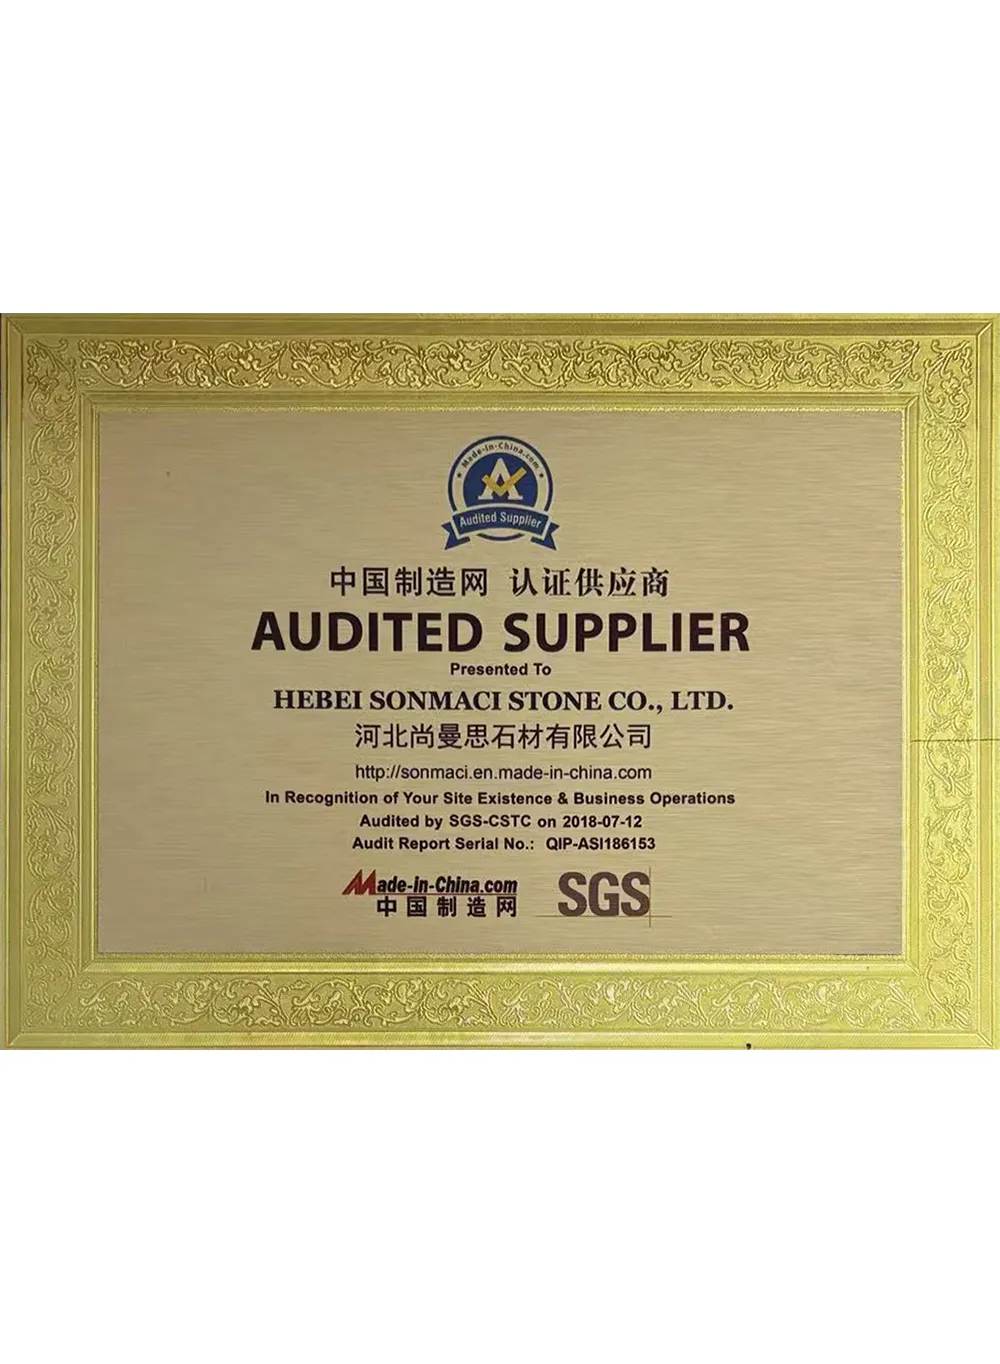 Made-in-China.com
A
Audited Supplier
中国制造网 认证供应商
AUDITED SUPPLIER
Presented To
HEBEI SONMACI STONE CO., LTD.
河北尚曼思石材有限公司
http://sonmaci.en.made-in-china.com
In Recognition of Your Site Existence & Business Operations
Audited by SGS-CSTC on 2018-07-12
Audit Report Serial No.: QIP-ASI186153
Made-in-China.com
中国制造网
SGS